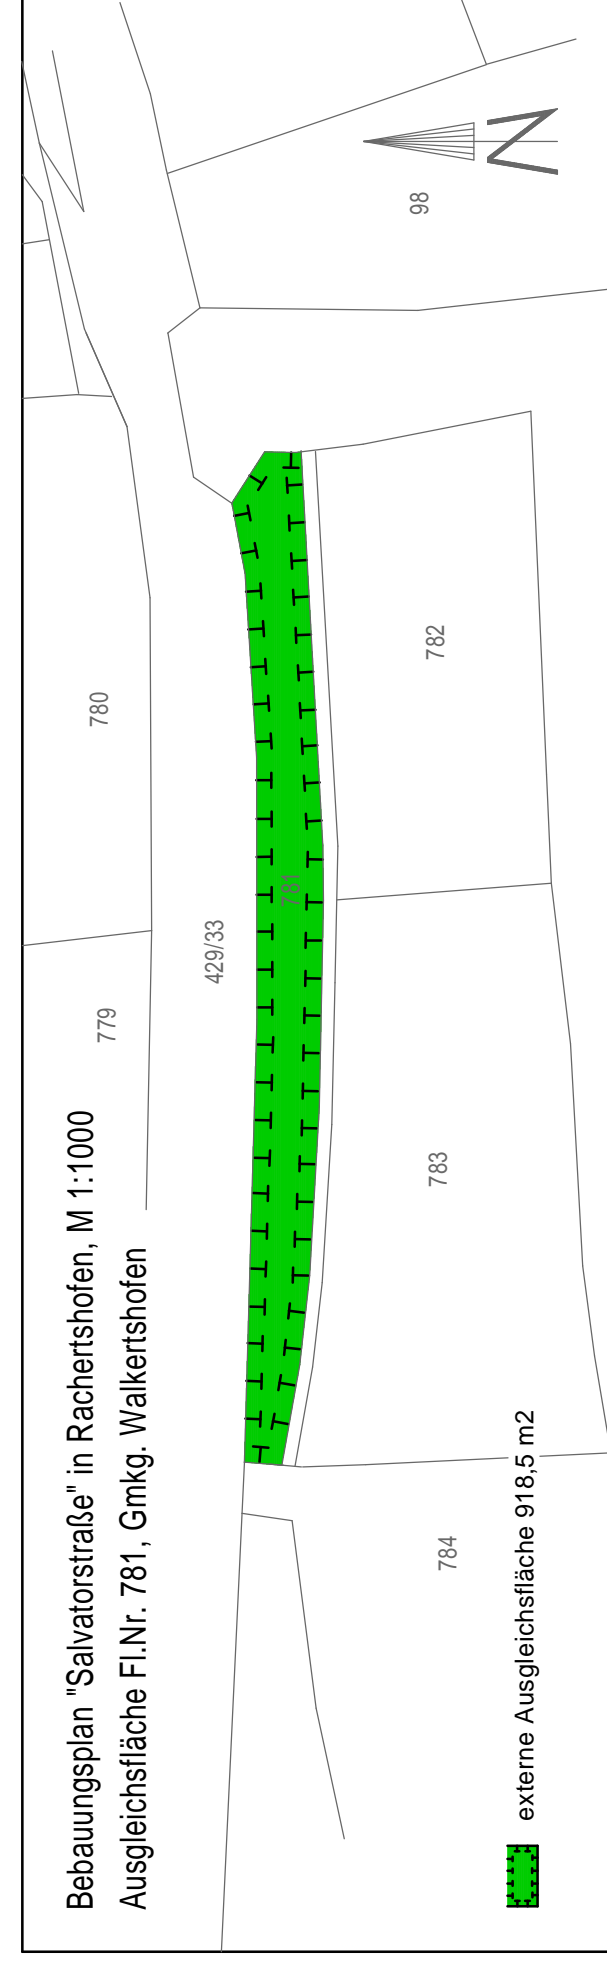 Bebauungsplan "Salvatorstraße" in Rachertshofen, M 1:1000
Ausgleichsfläche Fl.Nr. 781, Gmkg. Walkertshofen
779
780
429/33
781
98
782
783
784
N
externe Ausgleichsfläche 918,5 m2